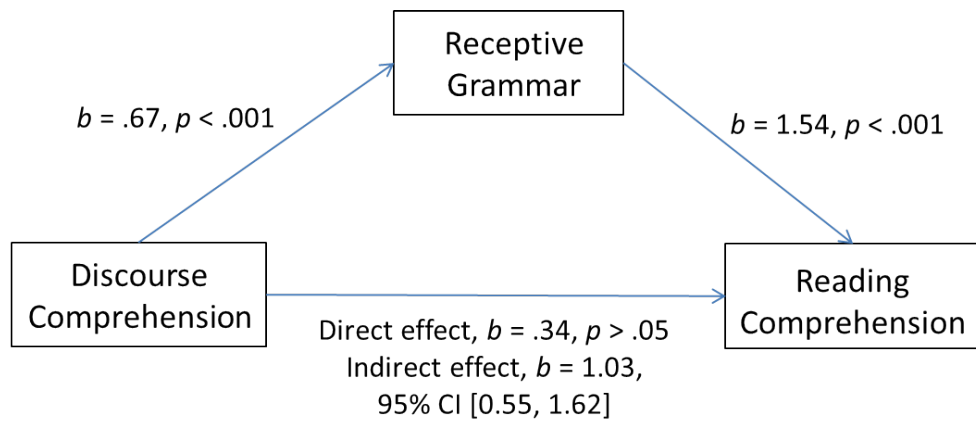 Receptive
Grammar
b = .67, p < .001
b = 1.54, p < .001
Discourse
Comprehension
Reading
Comprehension
Direct effect, b = .34, p > .05
Indirect effect, b = 1.03,
95% CI [0.55, 1.62]